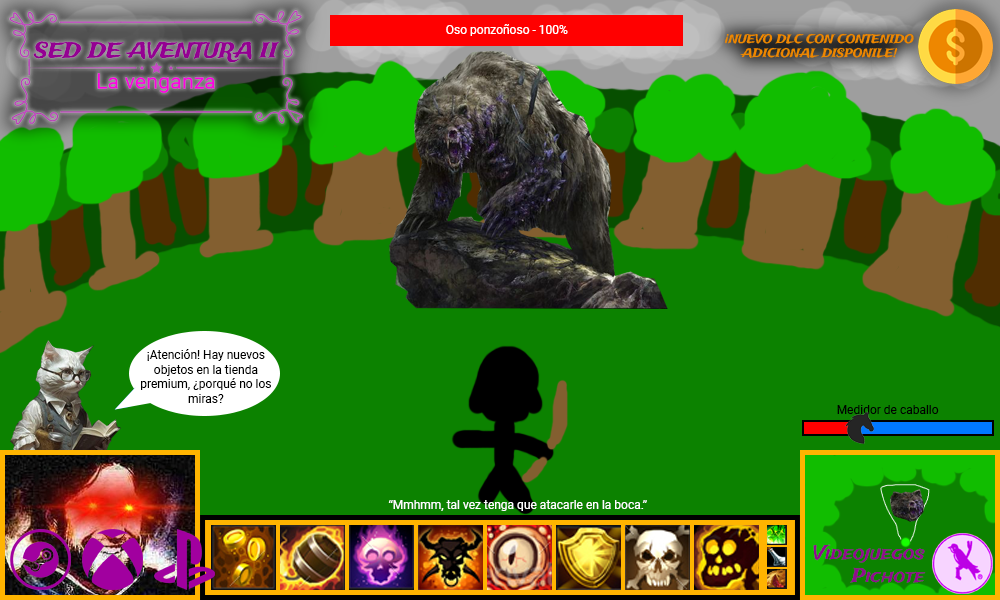 Oso ponzoñoso - 100%
SED DE AVENTURA II
La venganza
¡NUEVO DLC CON CONTENIDO
ADICIONAL DISPONILE!
$
¡Atención! Hay nuevos
objetos en la tienda
premium, ¿porqué no los
miras?
Medidor de caballo
“Mmhmm, tal vez tenga que atacarle en la boca.”
VIDEOJUEGOS
PICHOTE